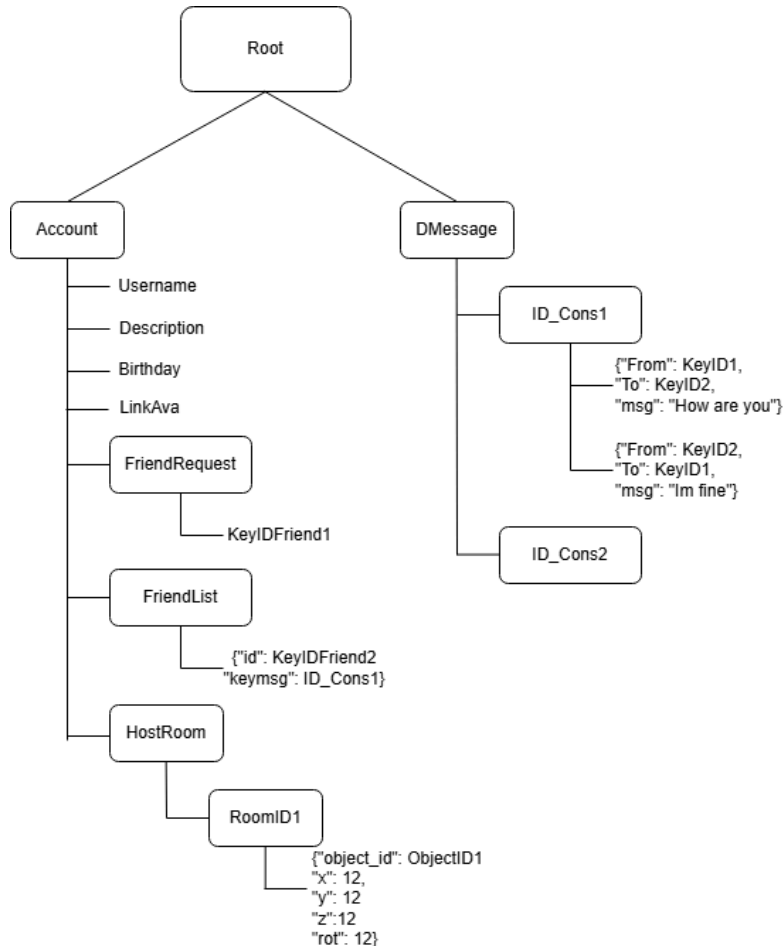 Root
Account
Username
Description
Birthday
LinkAva
FriendRequest
KeyIDFriend1
FriendList
{"id": KeyIDFriend2
"keymsg": ID_Cons1}
HostRoom
RoomID1
{"object_id": ObjectID1
"x": 12,
"y": 12
"z":12
"rot": 12}
DMessage
ID_Cons1
{"From": KeyID1,
"To": KeyID2,
"msg": "How are you"}
{"From": KeyID2,
"To": KeyID1,
"msg": "Im fine"}
ID_Cons2